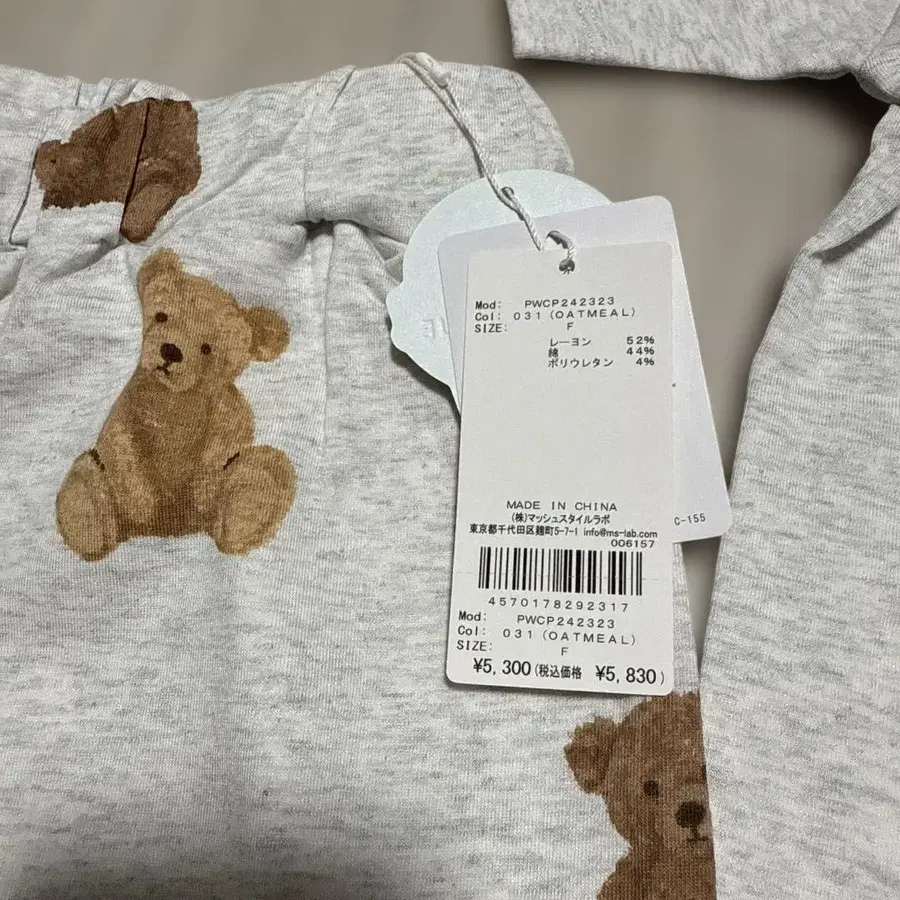 Mod: PWCP242323
Col: 031 (OATMEAL)
SIZE: F
レーヨン 52%
綿 44%
ポリウレタン 4%
MADE IN CHINA
(株)マッシュスタイルラボ
東京都千代田区麹町5-7-1 info@ms-lab.com
006157
C-155
4570178292317
Mod: PWCP242323
Col: 031 (OATMEAL)
SIZE: F
¥5,300(税込価格 ¥5,830)